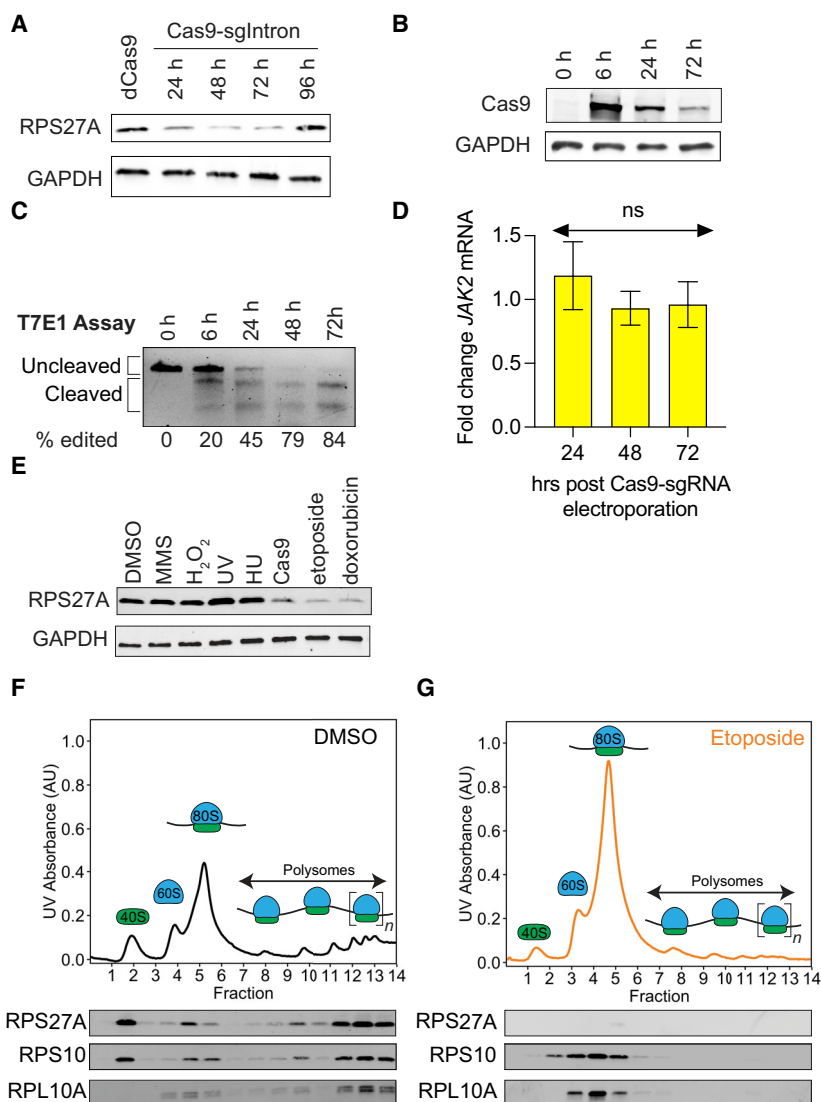 A
Cas9-sgIntron
dCas9
24 h
48 h
72 h
96 h
RPS27A
GAPDH
B
0 h
6 h
24 h
72 h
Cas9
GAPDH
C
T7E1 Assay
0 h
6 h
24 h
48 h
72h
Uncleaved
Cleaved
% edited 0 20 45 79 84
D
ns
Fold change JAK2 mRNA
1.5
1.0
0.5
0.0
24 48 72
hrs post Cas9-sgRNA
electroporation
E
DMSO
MMS
H2O2
UV
HU
Cas9
etoposide
doxorubicin
RPS27A
GAPDH
F
DMSO
UV Absorbance (AU)
1.0
0.8
0.6
0.4
0.2
0.0
40S
60S
80S
Polysomes
n
1 2 3 4 5 6 7 8 9 10 11 12 13 14
Fraction
RPS27A
RPS10
RPL10A
G
Etoposide
UV Absorbance (AU)
1.0
0.8
0.6
0.4
0.2
0.0
40S
60S
80S
Polysomes
n
1 2 3 4 5 6 7 8 9 10 11 12 13 14
Fraction
RPS27A
RPS10
RPL10A